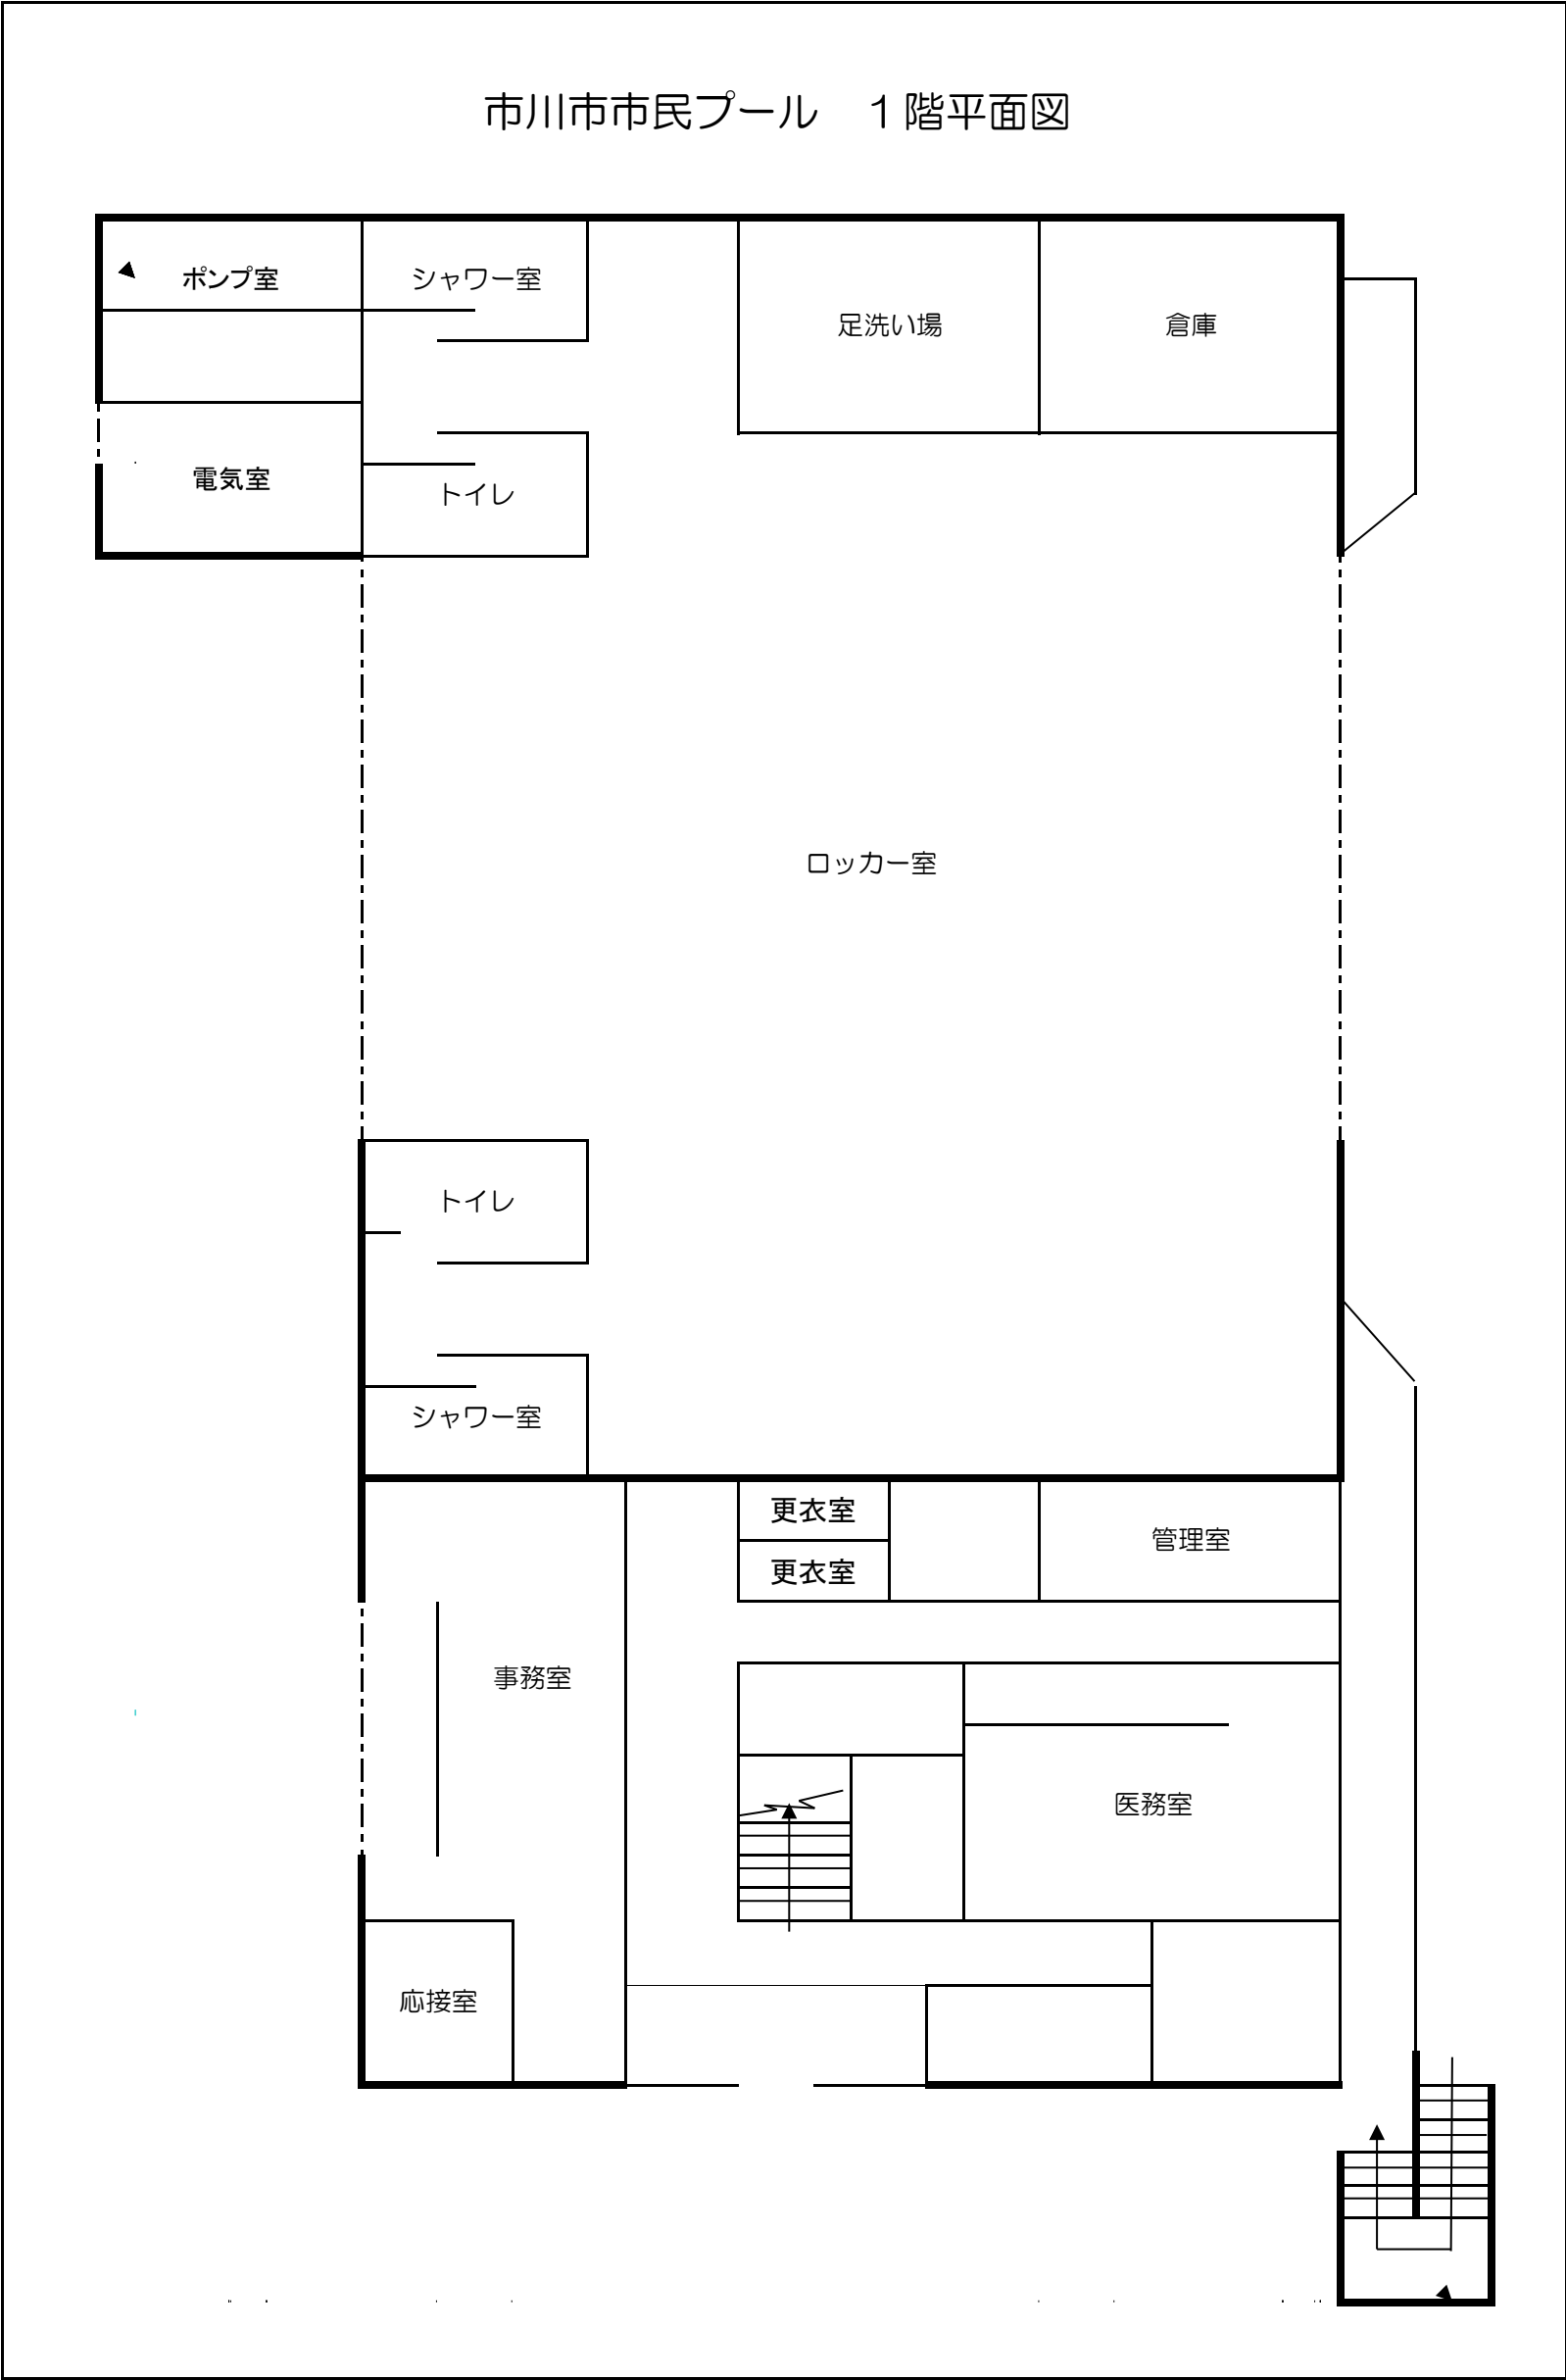 市川市市民プール　１階平面図
ポンプ室
シャワー室
足洗い場
倉庫
電気室
トイレ
ロッカー室
トイレ
シャワー室
更衣室
管理室
更衣室
事務室
医務室
応接室